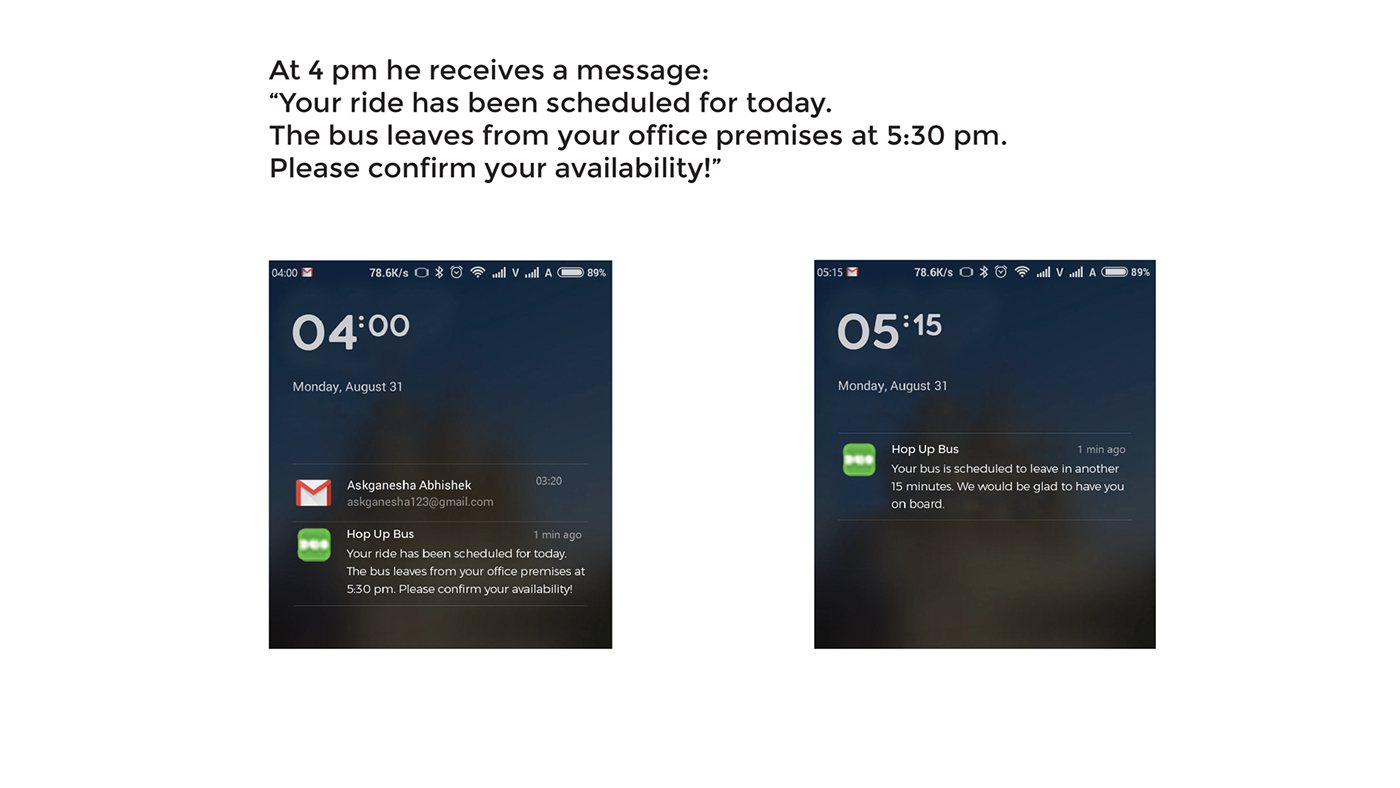 At 4 pm he receives a message:
“Your ride has been scheduled for today.
The bus leaves from your office premises at 5:30 pm.
Please confirm your availability!”
04:00 78.6K/s V A 89%
04:00
Monday, August 31
Askganesha Abhishek 03:20
askganesha123@gmail.com
Hop Up Bus 1 min ago
Your ride has been scheduled for today.
The bus leaves from your office premises at
5:30 pm. Please confirm your availability!
05:15 78.6K/s V A 89%
05:15
Monday, August 31
Hop Up Bus 1 min ago
Your bus is scheduled to leave in another
15 minutes. We would be glad to have you
on board.